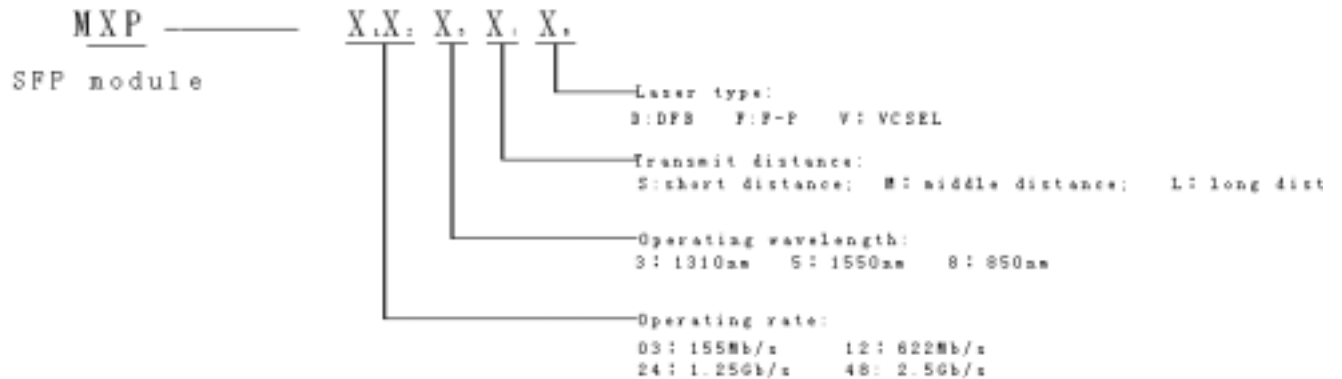 MXP X₁X₂ X₃ X₄ X₅
SFP module
Laser type:
B:DFB F:F-P V: VCSEL
Transmit distance:
S:short distance; M: middle distance; L: long dist
Operating wavelength:
3: 1310nm 5: 1550nm 8: 850nm
Operating rate:
03: 155Mb/s 12: 622Mb/s
24: 1.25Gb/s 48: 2.5Gb/s